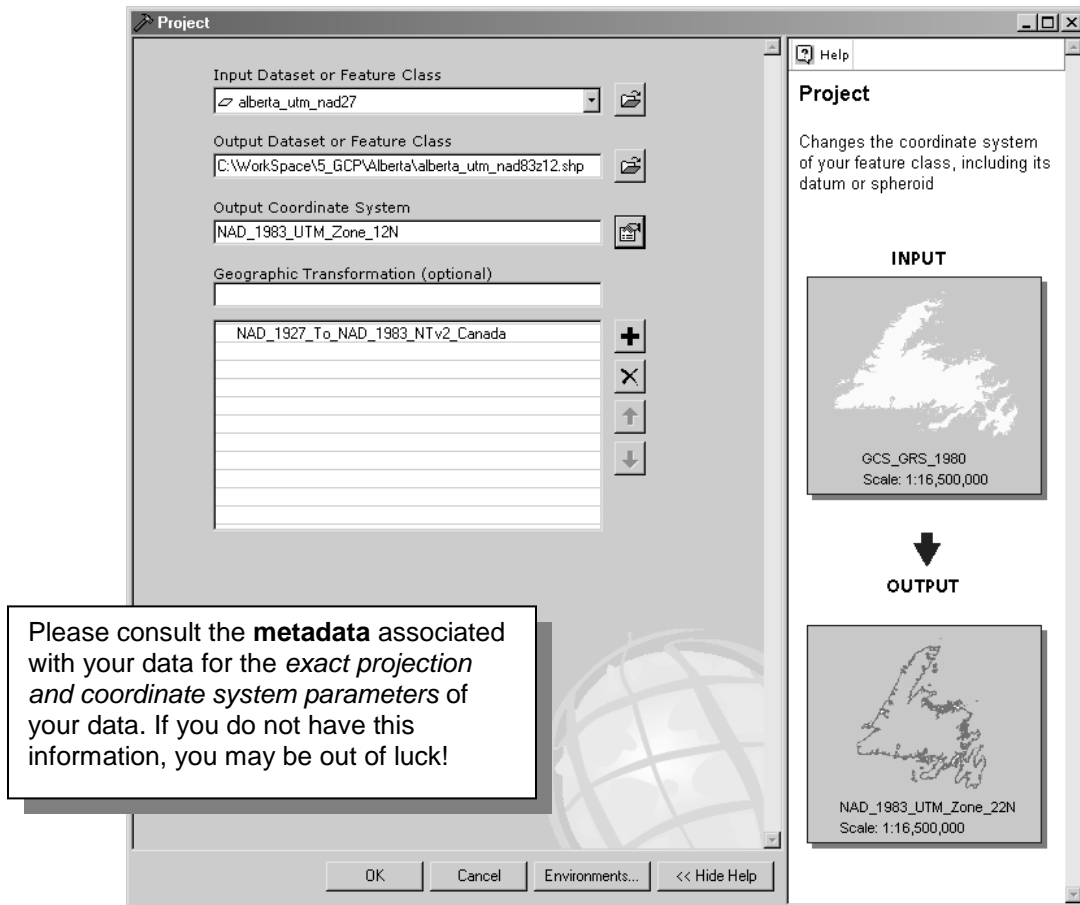 Project
Input Dataset or Feature Class
alberta_utm_nad27
Output Dataset or Feature Class
C:\WorkSpace\5_GCP\Alberta\alberta_utm_nad83z12.shp
Output Coordinate System
NAD_1983_UTM_Zone_12N
Geographic Transformation (optional)
NAD_1927_To_NAD_1983_NTv2_Canada
Please consult the metadata associated
with your data for the exact projection
and coordinate system parameters of
your data. If you do not have this
information, you may be out of luck!
OK
Cancel
Environments...
<< Hide Help
Help
Project
Changes the coordinate system
of your feature class, including its
datum or spheroid
INPUT
GCS_GRS_1980
Scale: 1:16,500,000
OUTPUT
NAD_1983_UTM_Zone_22N
Scale: 1:16,500,000